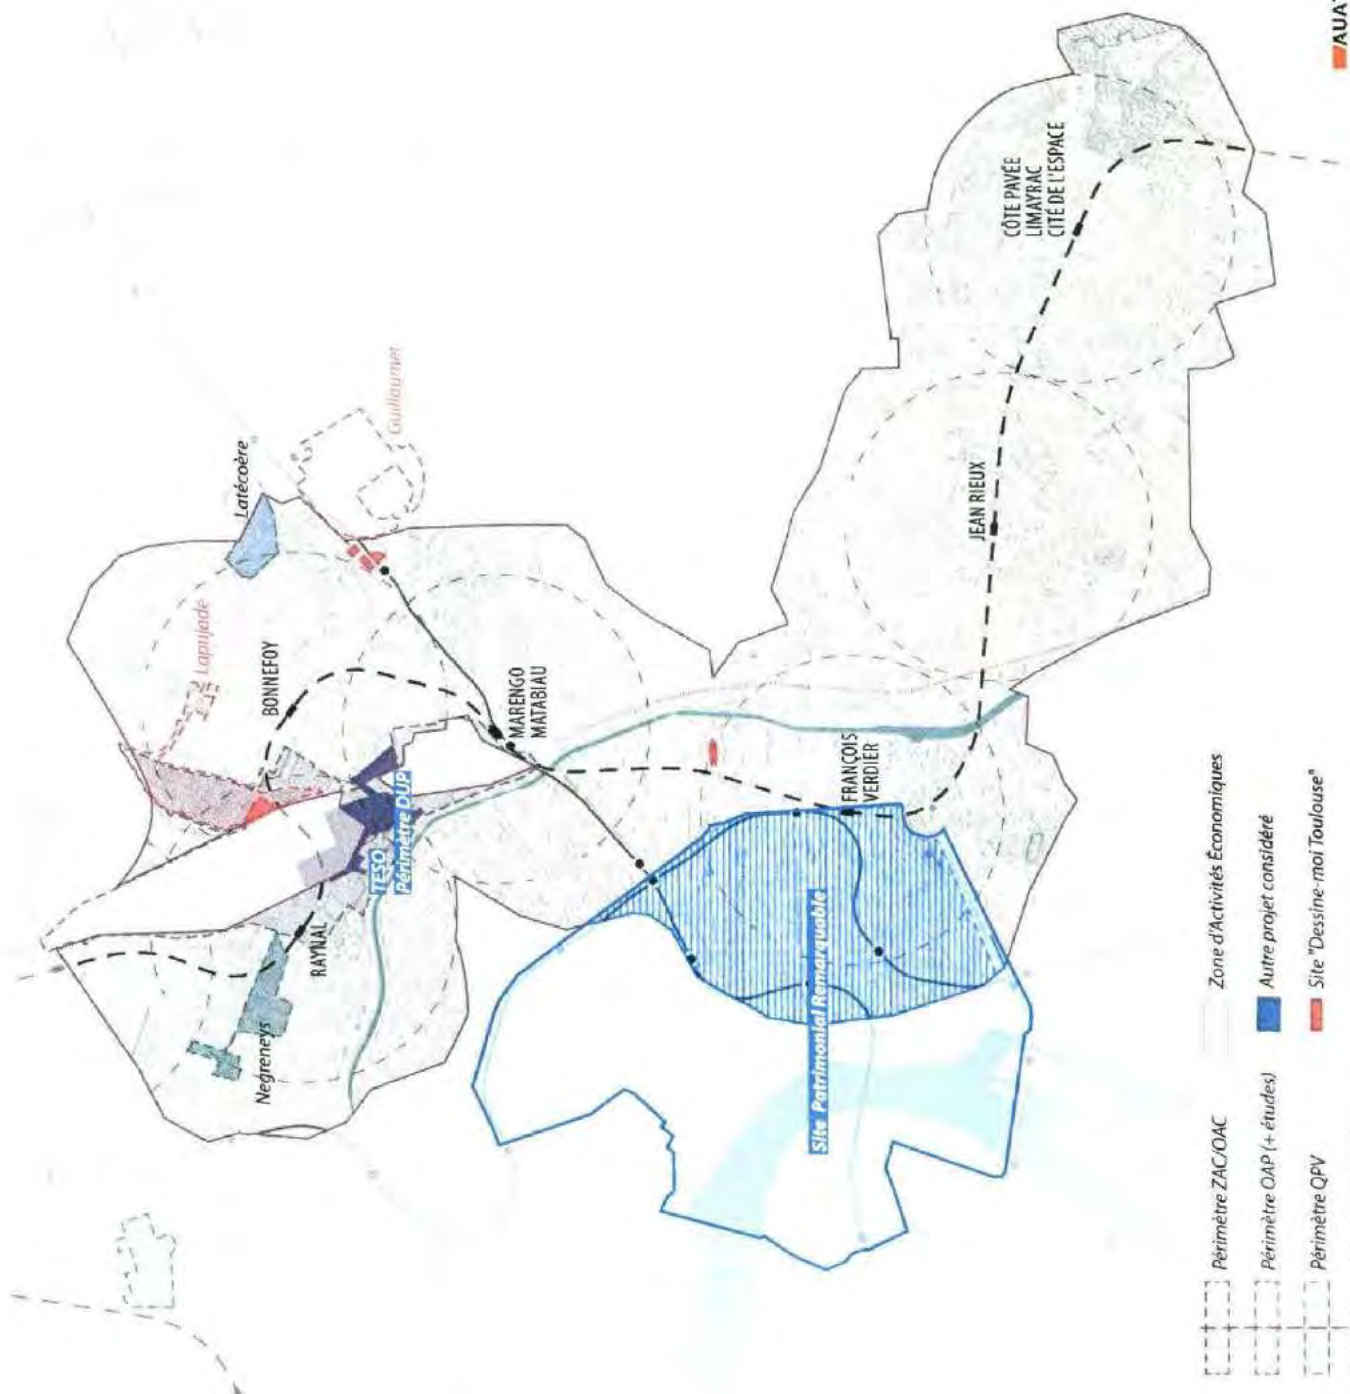 Latécoère
Guillaumet
Lapujade
BONNEFOY
MARENGO
MATABIAU
TESO
Périmètre DUP
RAYNAL
Negreneys
CÔTE PAVÉE
LIMAYRAC
CITÉ DE L'ESPACE
JEAN RIEUX
FRANÇOIS
VERDIER
Site Patrimonial Remarquable
Périmètre ZAC/OAC
Périmètre OAP (+ études)
Périmètre QPV
Zone d'Activités Économiques
Autre projet considéré
Site "Dessine-moi Toulouse"
AUAT